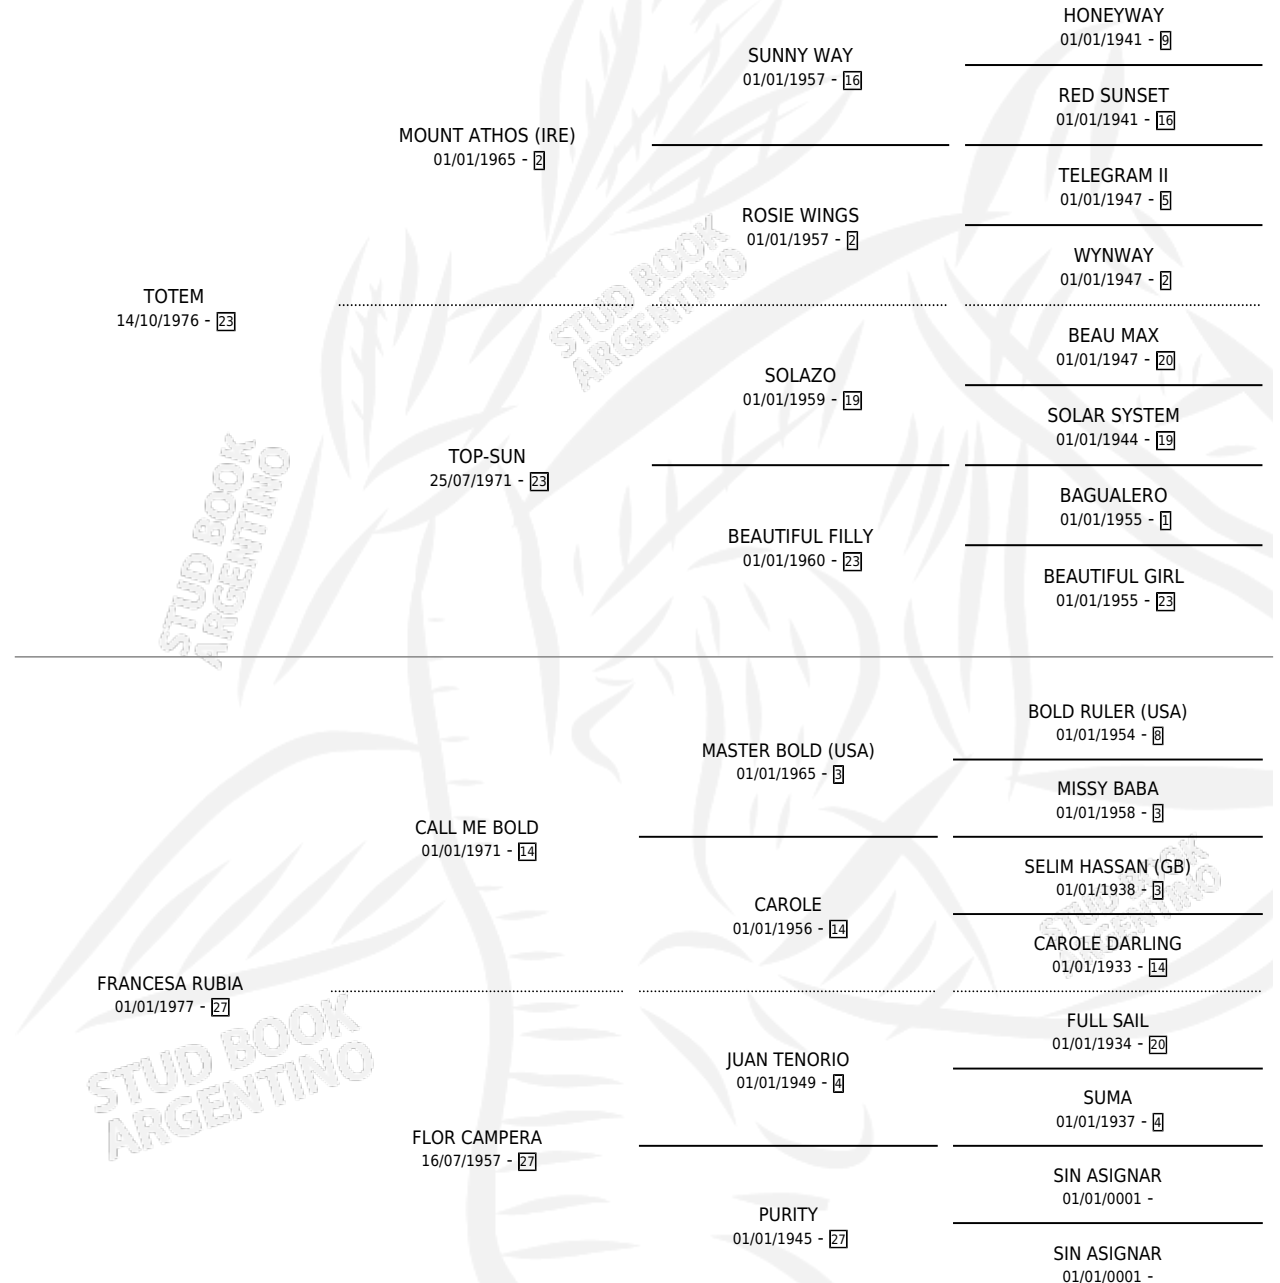 HONEYWAY
01/01/1941 - 9
SUNNY WAY
01/01/1957 - 16
RED SUNSET
01/01/1941 - 16
MOUNT ATHOS (IRE)
01/01/1965 - 2
TELEGRAM II
01/01/1947 - 5
ROSIE WINGS
01/01/1957 - 2
WYNWAY
01/01/1947 - 2
TOTEM
14/10/1976 - 23
BEAU MAX
01/01/1947 - 20
SOLAZO
01/01/1959 - 19
SOLAR SYSTEM
01/01/1944 - 19
TOP-SUN
25/07/1971 - 23
BAGUALERO
01/01/1955 - 1
BEAUTIFUL FILLY
01/01/1960 - 23
BEAUTIFUL GIRL
01/01/1955 - 23
STUD BOOK
ARGENTINO
STUD BOOK
ARGENTINO
BOLD RULER (USA)
01/01/1954 - 8
MASTER BOLD (USA)
01/01/1965 - 3
MISSY BABA
01/01/1958 - 3
CALL ME BOLD
01/01/1971 - 14
SELIM HASSAN (GB)
01/01/1938 - 3
CAROLE
01/01/1956 - 14
CAROLE DARLING
01/01/1933 - 14
STUD BOOK
ARGENTINO
FRANCESA RUBIA
01/01/1977 - 27
FULL SAIL
01/01/1934 - 20
JUAN TENORIO
01/01/1949 - 4
SUMA
01/01/1937 - 4
FLOR CAMPERA
16/07/1957 - 27
SIN ASIGNAR
01/01/0001 -
PURITY
01/01/1945 - 27
SIN ASIGNAR
01/01/0001 -
STUD BOOK
ARGENTINO